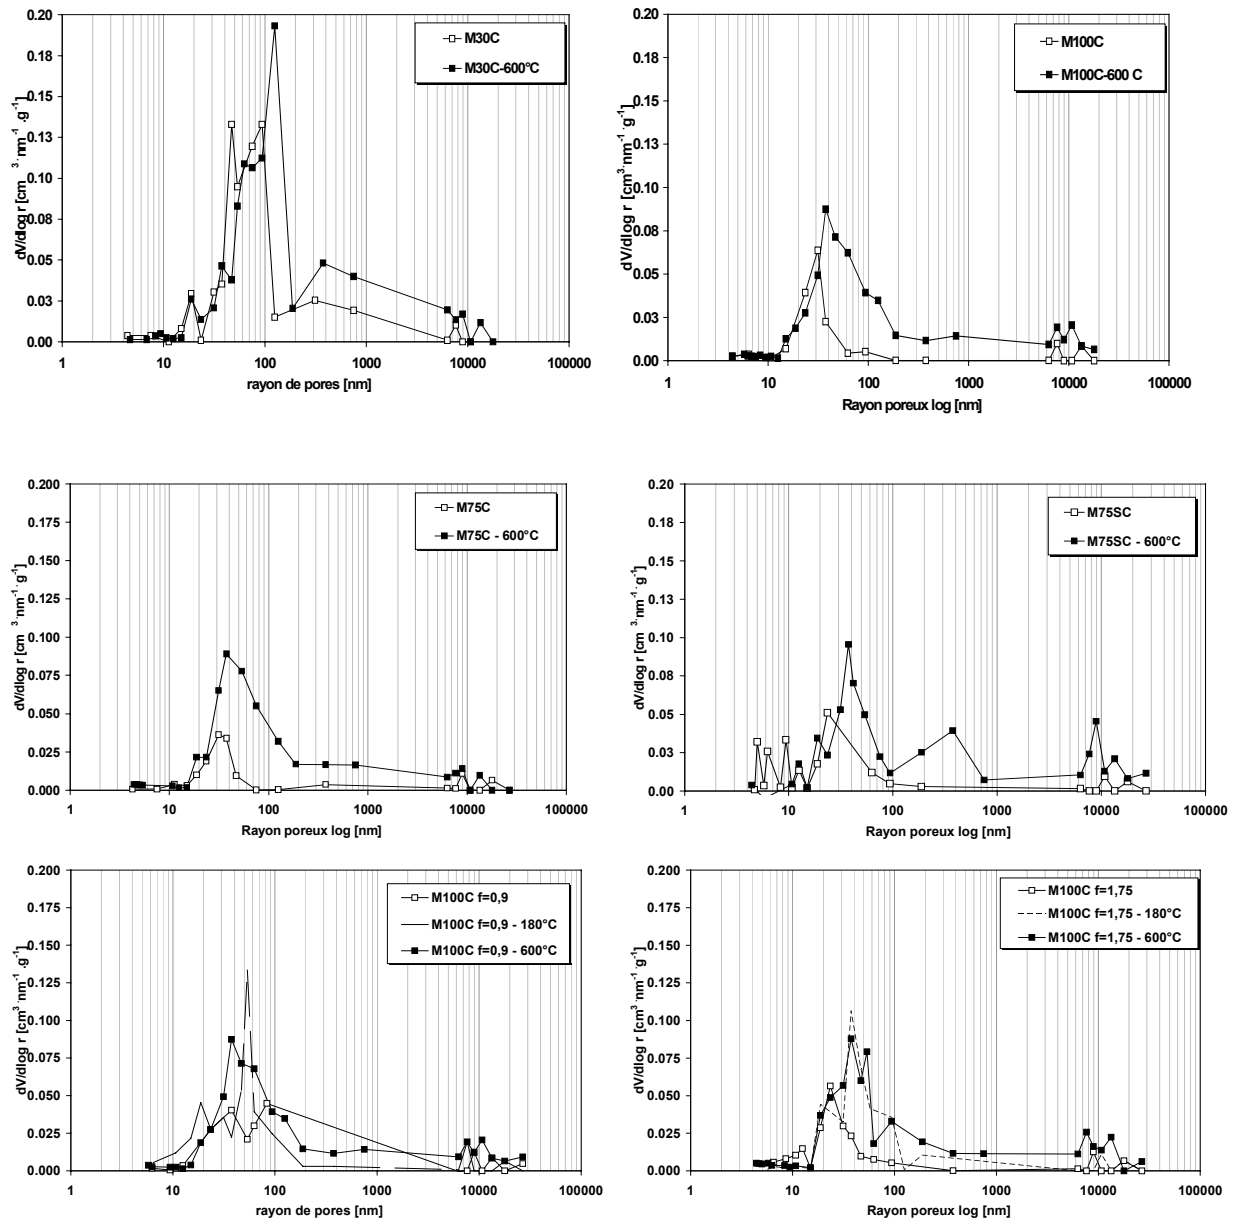 0.20
0.18
0.15
0.13
0.10
0.08
0.05
0.03
0.00
dV/dlog r [cm³·nm⁻¹.g⁻¹]
M30C
M30C-600°C
1 10 100 1000 10000 100000
rayon de pores [nm]
0.20
0.18
0.15
0.13
0.10
0.08
0.05
0.03
0.00
dV/dlog r [cm³·nm⁻¹·g⁻¹]
M100C
M100C-600 C
1 10 100 1000 10000 100000
Rayon poreux log [nm]
0.200
0.175
0.150
0.125
0.100
0.075
0.050
0.025
0.000
dV/dlog r [cm³·nm⁻¹·g⁻¹]
M75C
M75C - 600°C
1 10 100 1000 10000 100000
Rayon poreux log [nm]
0.20
0.18
0.15
0.13
0.10
0.08
0.05
0.03
0.00
dV/dlog r [cm³·nm⁻¹·g⁻¹]
M75SC
M75SC - 600°C
1 10 100 1000 10000 100000
Rayon poreux log [nm]
0.200
0.175
0.150
0.125
0.100
0.075
0.050
0.025
0.000
dV/dlog r [cm³·nm⁻¹.g⁻¹]
M100C f=0,9
M100C f=0,9 - 180°C
M100C f=0,9 - 600°C
1 10 100 1000 10000 100000
rayon de pores [nm]
0.200
0.175
0.150
0.125
0.100
0.075
0.050
0.025
0.000
dV/dlog r [cm³·nm⁻¹·g⁻¹]
M100C f=1,75
M100C f=1,75 - 180°C
M100C f=1,75 - 600°C
1 10 100 1000 10000 100000
Rayon poreux log [nm]